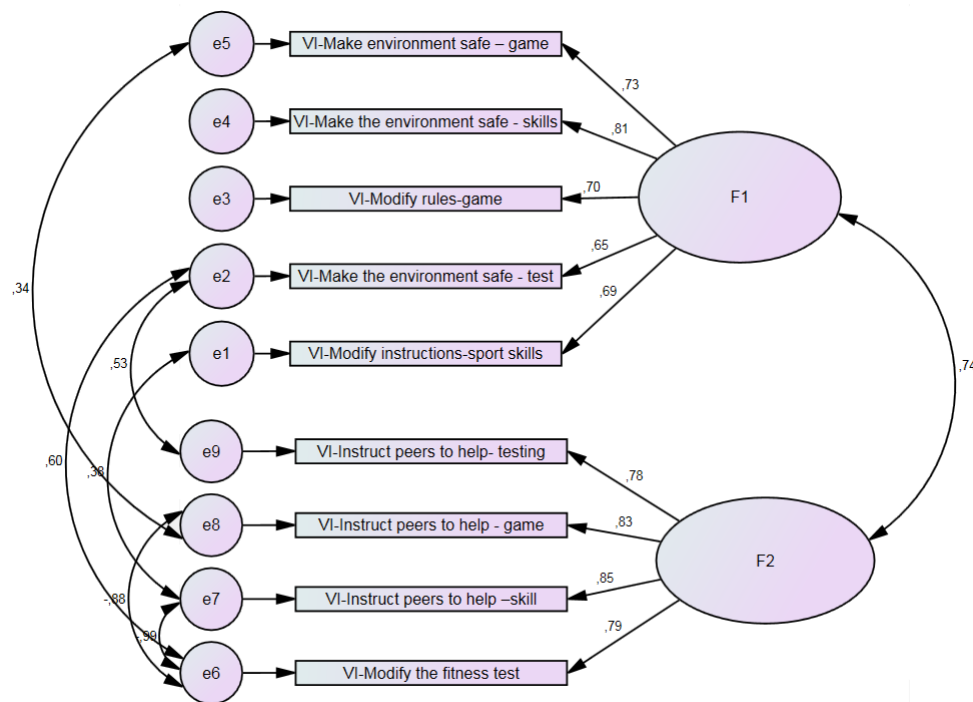 e5 VI-Make environment safe – game
,73
e4 VI-Make the environment safe - skills
,81
e3 VI-Modify rules-game
,70
F1
e2 VI-Make the environment safe - test
,65
,34
,69
e1 VI-Modify instructions-sport skills
,53
,74
e9 VI-Instruct peers to help- testing
,60
,38
,78
e8 VI-Instruct peers to help - game
,83
F2
-,88
e7 VI-Instruct peers to help –skill
,85
-,99
,79
e6 VI-Modify the fitness test